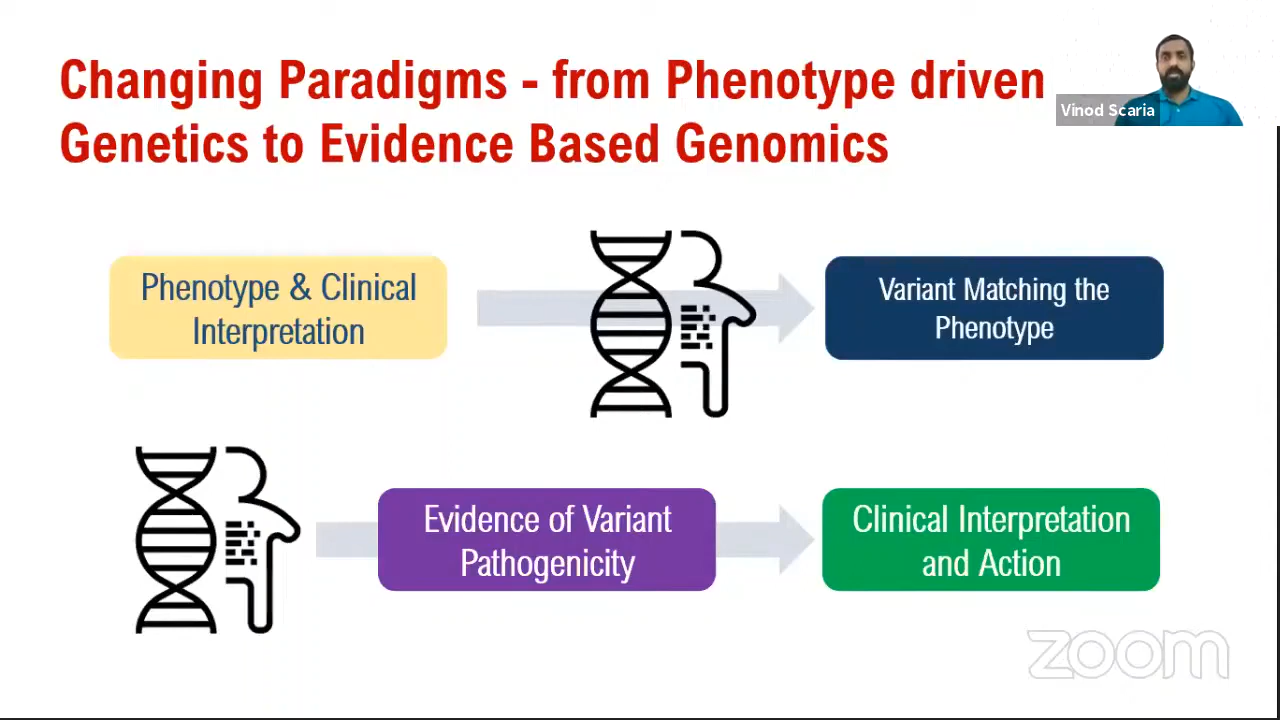 Changing Paradigms - from Phenotype driven
Genetics to Evidence Based Genomics
Vinod Scaria
Phenotype & Clinical
Interpretation
Variant Matching the
Phenotype
Evidence of Variant
Pathogenicity
Clinical Interpretation
and Action
zoom